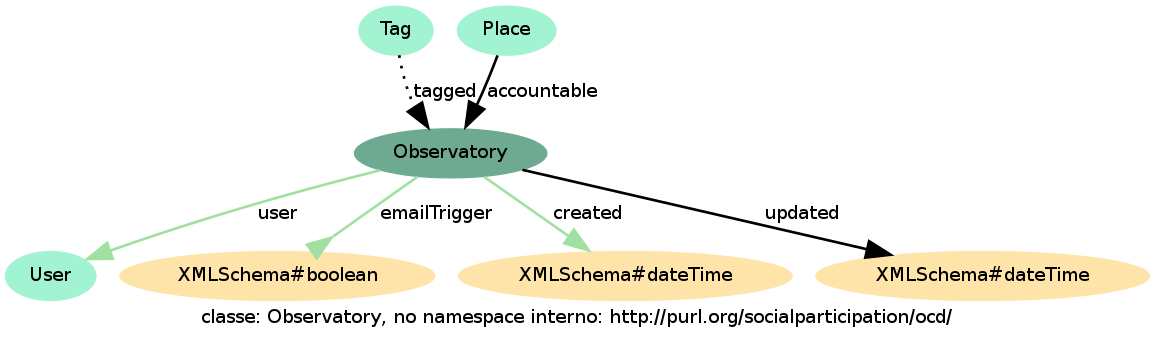 Tag
Place
tagged
accountable
Observatory
user
emailTrigger
created
updated
User
XMLSchema#boolean
XMLSchema#dateTime
XMLSchema#dateTime
classe: Observatory, no namespace interno: http://purl.org/socialparticipation/ocd/